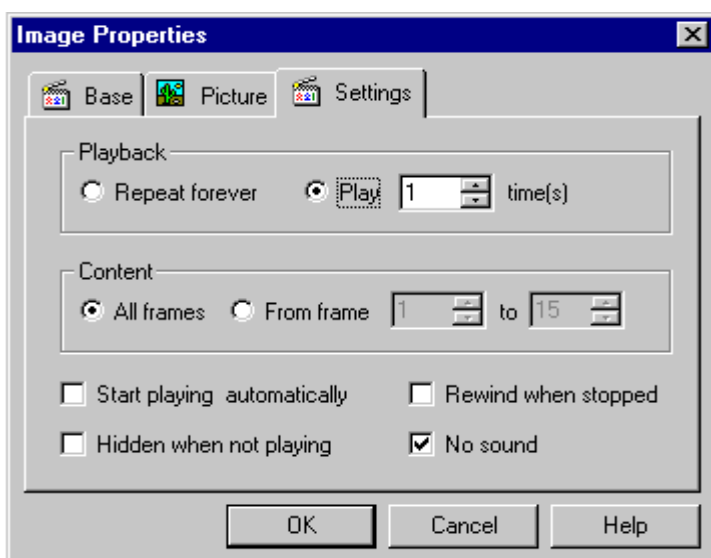 Image Properties
Base Picture Settings
Playback
Repeat forever Play 1 time(s)
Content
All frames From frame 1 to 15
Start playing automatically Rewind when stopped
Hidden when not playing No sound
OK Cancel Help